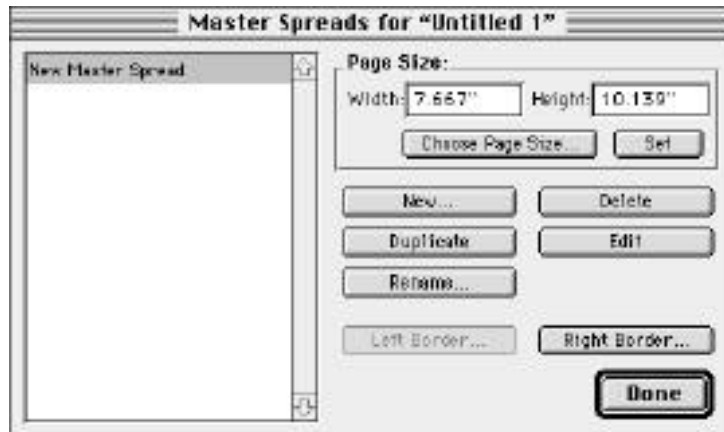 Master Spreads for “Untitled 1”
New Master Spread
Page Size:
Width: 7.667" Height: 10.139"
Choose Page Size... Set
New... Delete
Duplicate Edit
Rename...
Left Border... Right Border...
Done